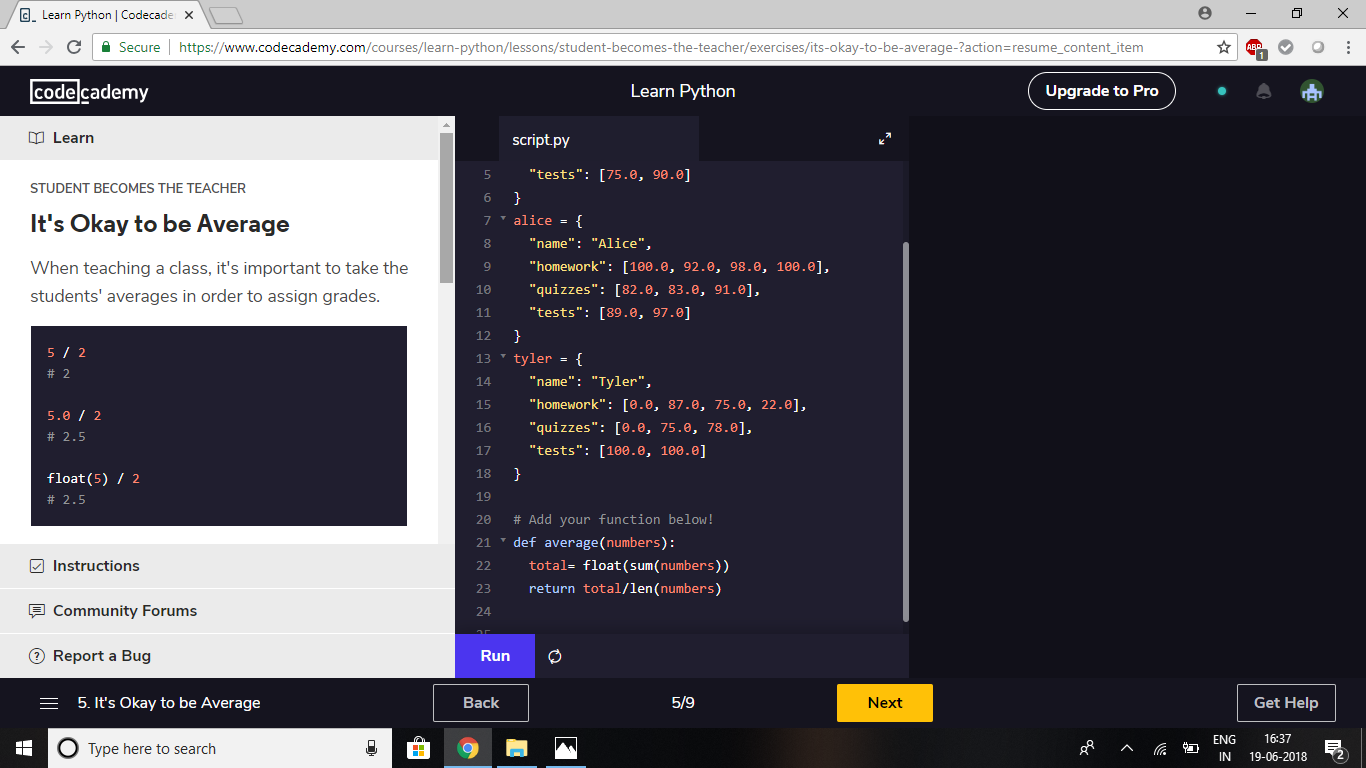 Learn Python | Codecade
Secure
https://www.codecademy.com/courses/learn-python/lessons/student-becomes-the-teacher/exercises/its-okay-to-be-average-?action=resume_content_item
ABP
1
codecademy
Learn Python
Upgrade to Pro
Learn
STUDENT BECOMES THE TEACHER
It's Okay to be Average
When teaching a class, it's important to take the
students' averages in order to assign grades.
5 / 2
# 2
5.0 / 2
# 2.5
float(5) / 2
# 2.5
Instructions
Community Forums
Report a Bug
script.py
5 "tests": [75.0, 90.0]
6 }
7 alice = {
8 "name": "Alice",
9 "homework": [100.0, 92.0, 98.0, 100.0],
10 "quizzes": [82.0, 83.0, 91.0],
11 "tests": [89.0, 97.0]
12 }
13 tyler = {
14 "name": "Tyler",
15 "homework": [0.0, 87.0, 75.0, 22.0],
16 "quizzes": [0.0, 75.0, 78.0],
17 "tests": [100.0, 100.0]
18 }
19
20 # Add your function below!
21 def average(numbers):
22 total= float(sum(numbers))
23 return total/len(numbers)
24
25
Run
5. It's Okay to be Average
Back
5/9
Next
Get Help
Type here to search
ENG
IN
16:37
19-06-2018
2